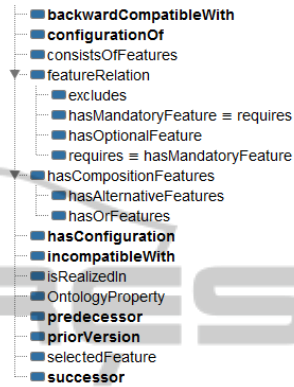 backwardCompatibleWith
configurationOf
consistsOfFeatures
featureRelation
excludes
hasMandatoryFeature ≡ requires
hasOptionalFeature
requires ≡ hasMandatoryFeature
hasCompositionFeatures
hasAlternativeFeatures
hasOrFeatures
hasConfiguration
incompatibleWith
isRealizedIn
OntologyProperty
predecessor
priorVersion
selectedFeature
successor